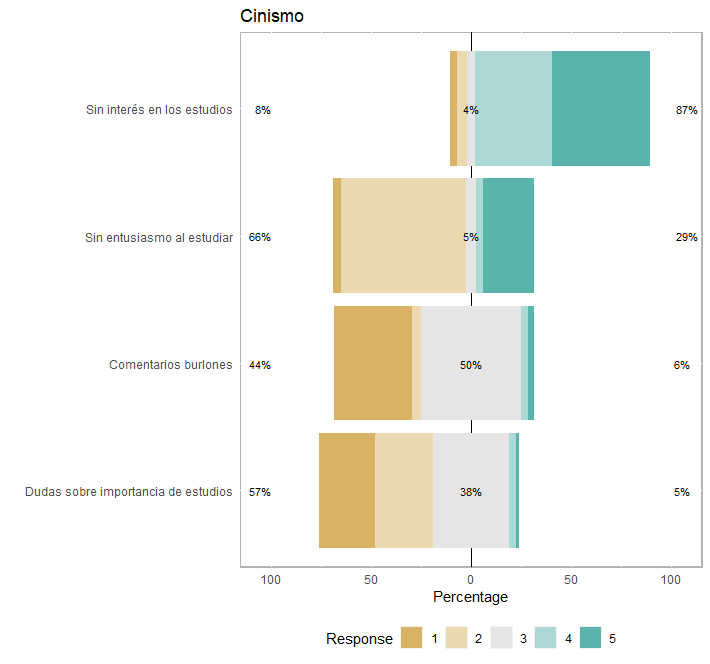 Cinismo
Sin interés en los estudios 8% 4% 87%
Sin entusiasmo al estudiar 66% 5% 29%
Comentarios burlones 44% 50% 6%
Dudas sobre importancia de estudios 57% 38% 5%
100 50 0 50 100
Percentage
Response 1 2 3 4 5